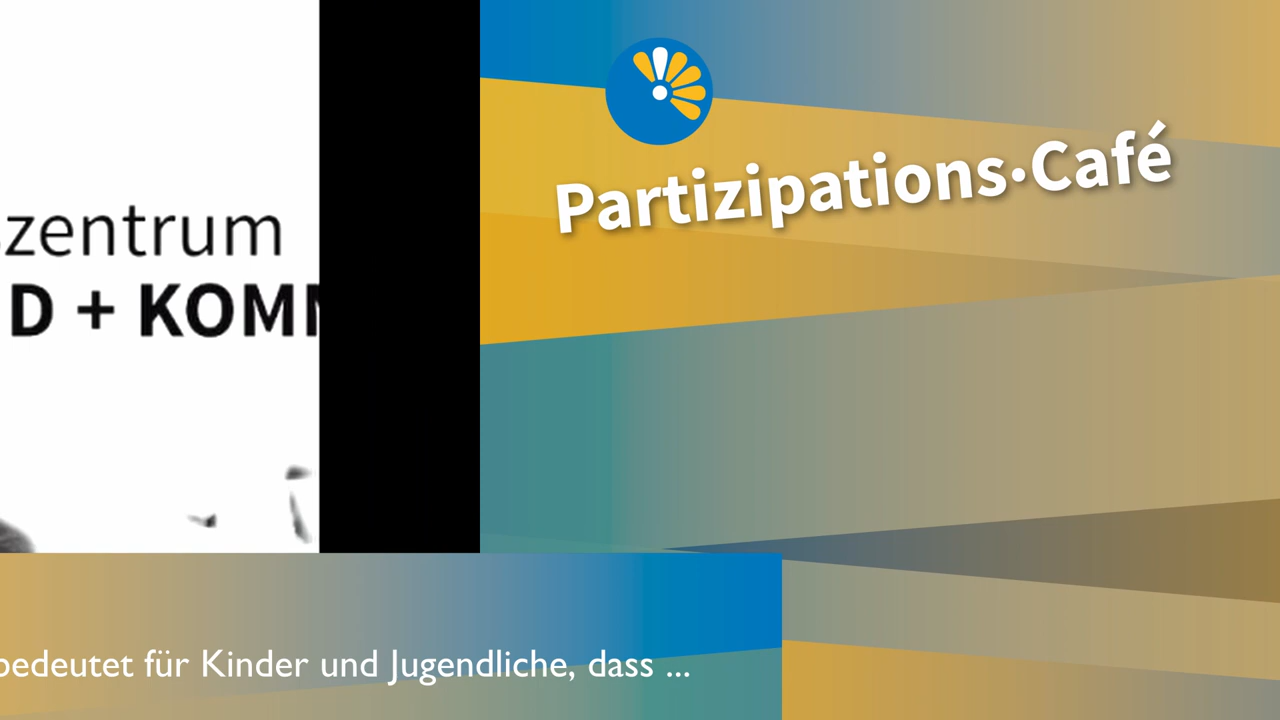 zentrum
D + KOM
Partizipations·Café
bedeutet für Kinder und Jugendliche, dass ...